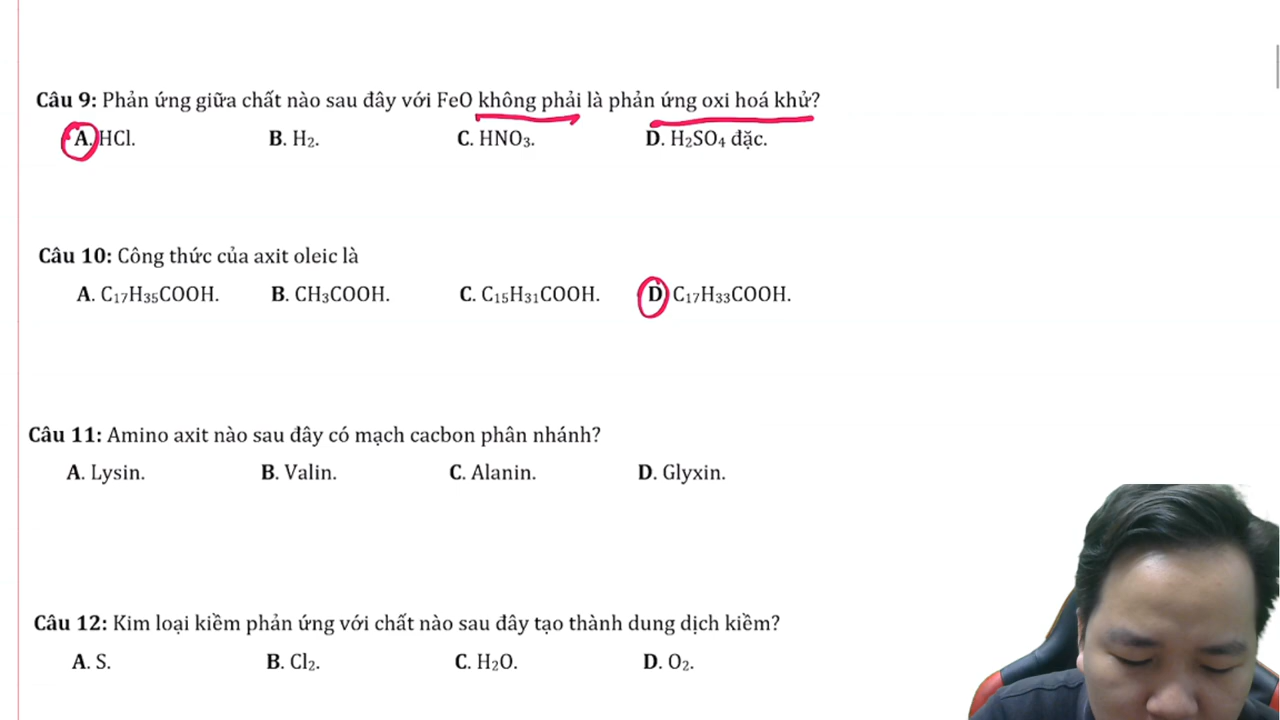 Câu 9: Phản ứng giữa chất nào sau đây với FeO không phải là phản ứng oxi hoá khử?
A. HCl. B. H₂. C. HNO₃. D. H₂SO₄ đặc.
Câu 10: Công thức của axit oleic là
A. C₁₇H₃₅COOH. B. CH₃COOH. C. C₁₅H₃₁COOH. D. C₁₇H₃₃COOH.
Câu 11: Amino axit nào sau đây có mạch cacbon phân nhánh?
A. Lysin. B. Valin. C. Alanin. D. Glyxin.
Câu 12: Kim loại kiềm phản ứng với chất nào sau đây tạo thành dung dịch kiềm?
A. S. B. Cl₂. C. H₂O. D. O₂.